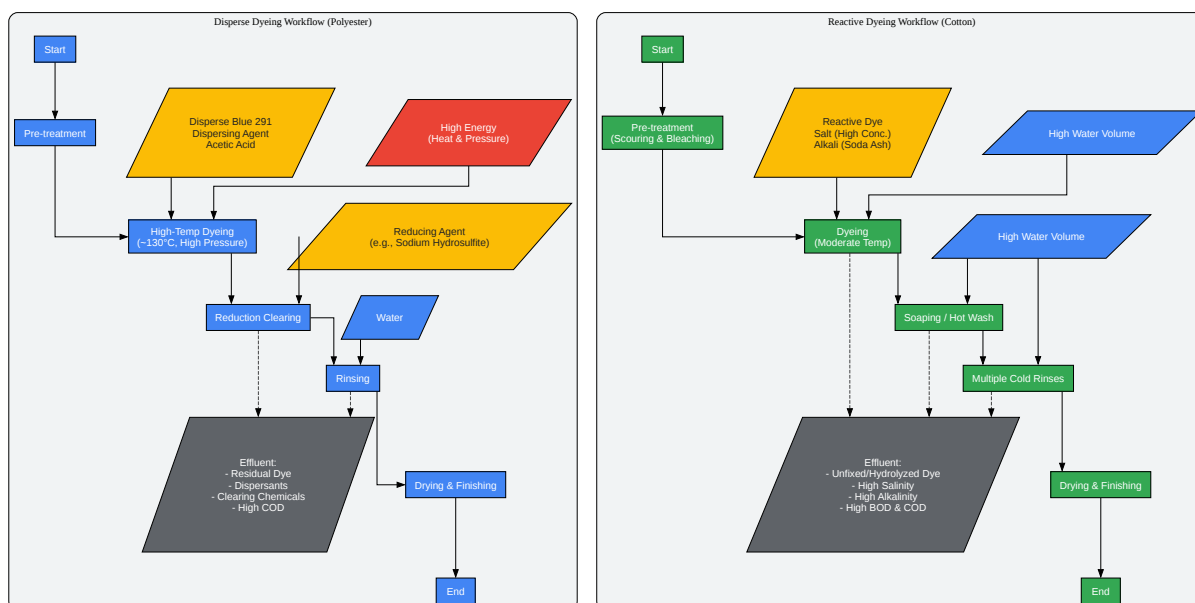 Disperse Dyeing Workflow (Polyester)
Start
Pre-treatment
Disperse Blue 291
Dispersing Agent
Acetic Acid
High Energy
(Heat & Pressure)
High-Temp Dyeing
(~130°C, High Pressure)
Reducing Agent
(e.g., Sodium Hydrosulfite)
Reduction Clearing
Water
Rinsing
Effluent:
- Residual Dye
- Dispersants
- Clearing Chemicals
- High COD
Drying & Finishing
End
Reactive Dyeing Workflow (Cotton)
Start
Pre-treatment
(Scouring & Bleaching)
Reactive Dye
Salt (High Conc.)
Alkali (Soda Ash)
High Water Volume
Dyeing
(Moderate Temp)
High Water Volume
Soaping / Hot Wash
Multiple Cold Rinses
Effluent:
- Unfixed/Hydrolyzed Dye
- High Salinity
- High Alkalinity
- High BOD & COD
Drying & Finishing
End